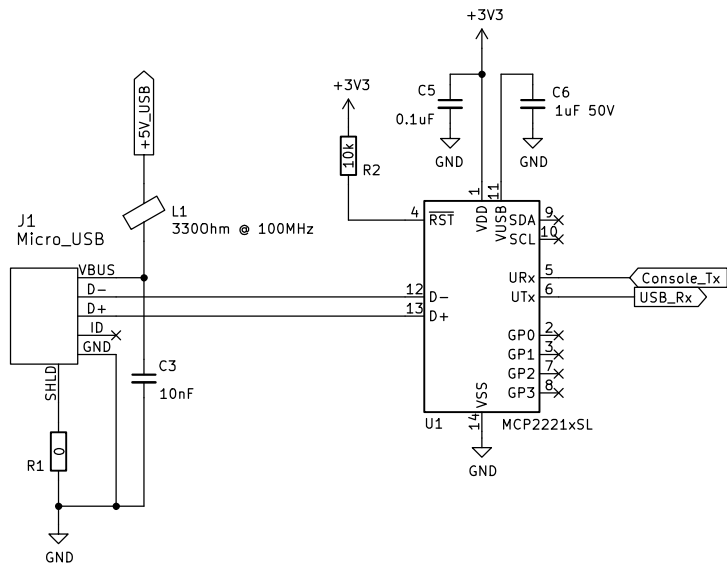 +3V3
+5V_USB
+3V3
C5
0.1uF
GND
C6
1uF 50V
GND
10k
R2
L1
330Ohm @ 100MHz
J1
Micro_USB
VBUS
D-
D+
ID
GND
SHLD
C3
10nF
R1
0
GND
4
RST
1
VDD
11
VUSB
SDA
9
SCL
10
12
D-
13
D+
URx
5
Console_Tx
UTx
6
USB_Rx
GP0
2
GP1
3
GP2
7
GP3
8
VSS
14
U1
MCP2221xSL
GND